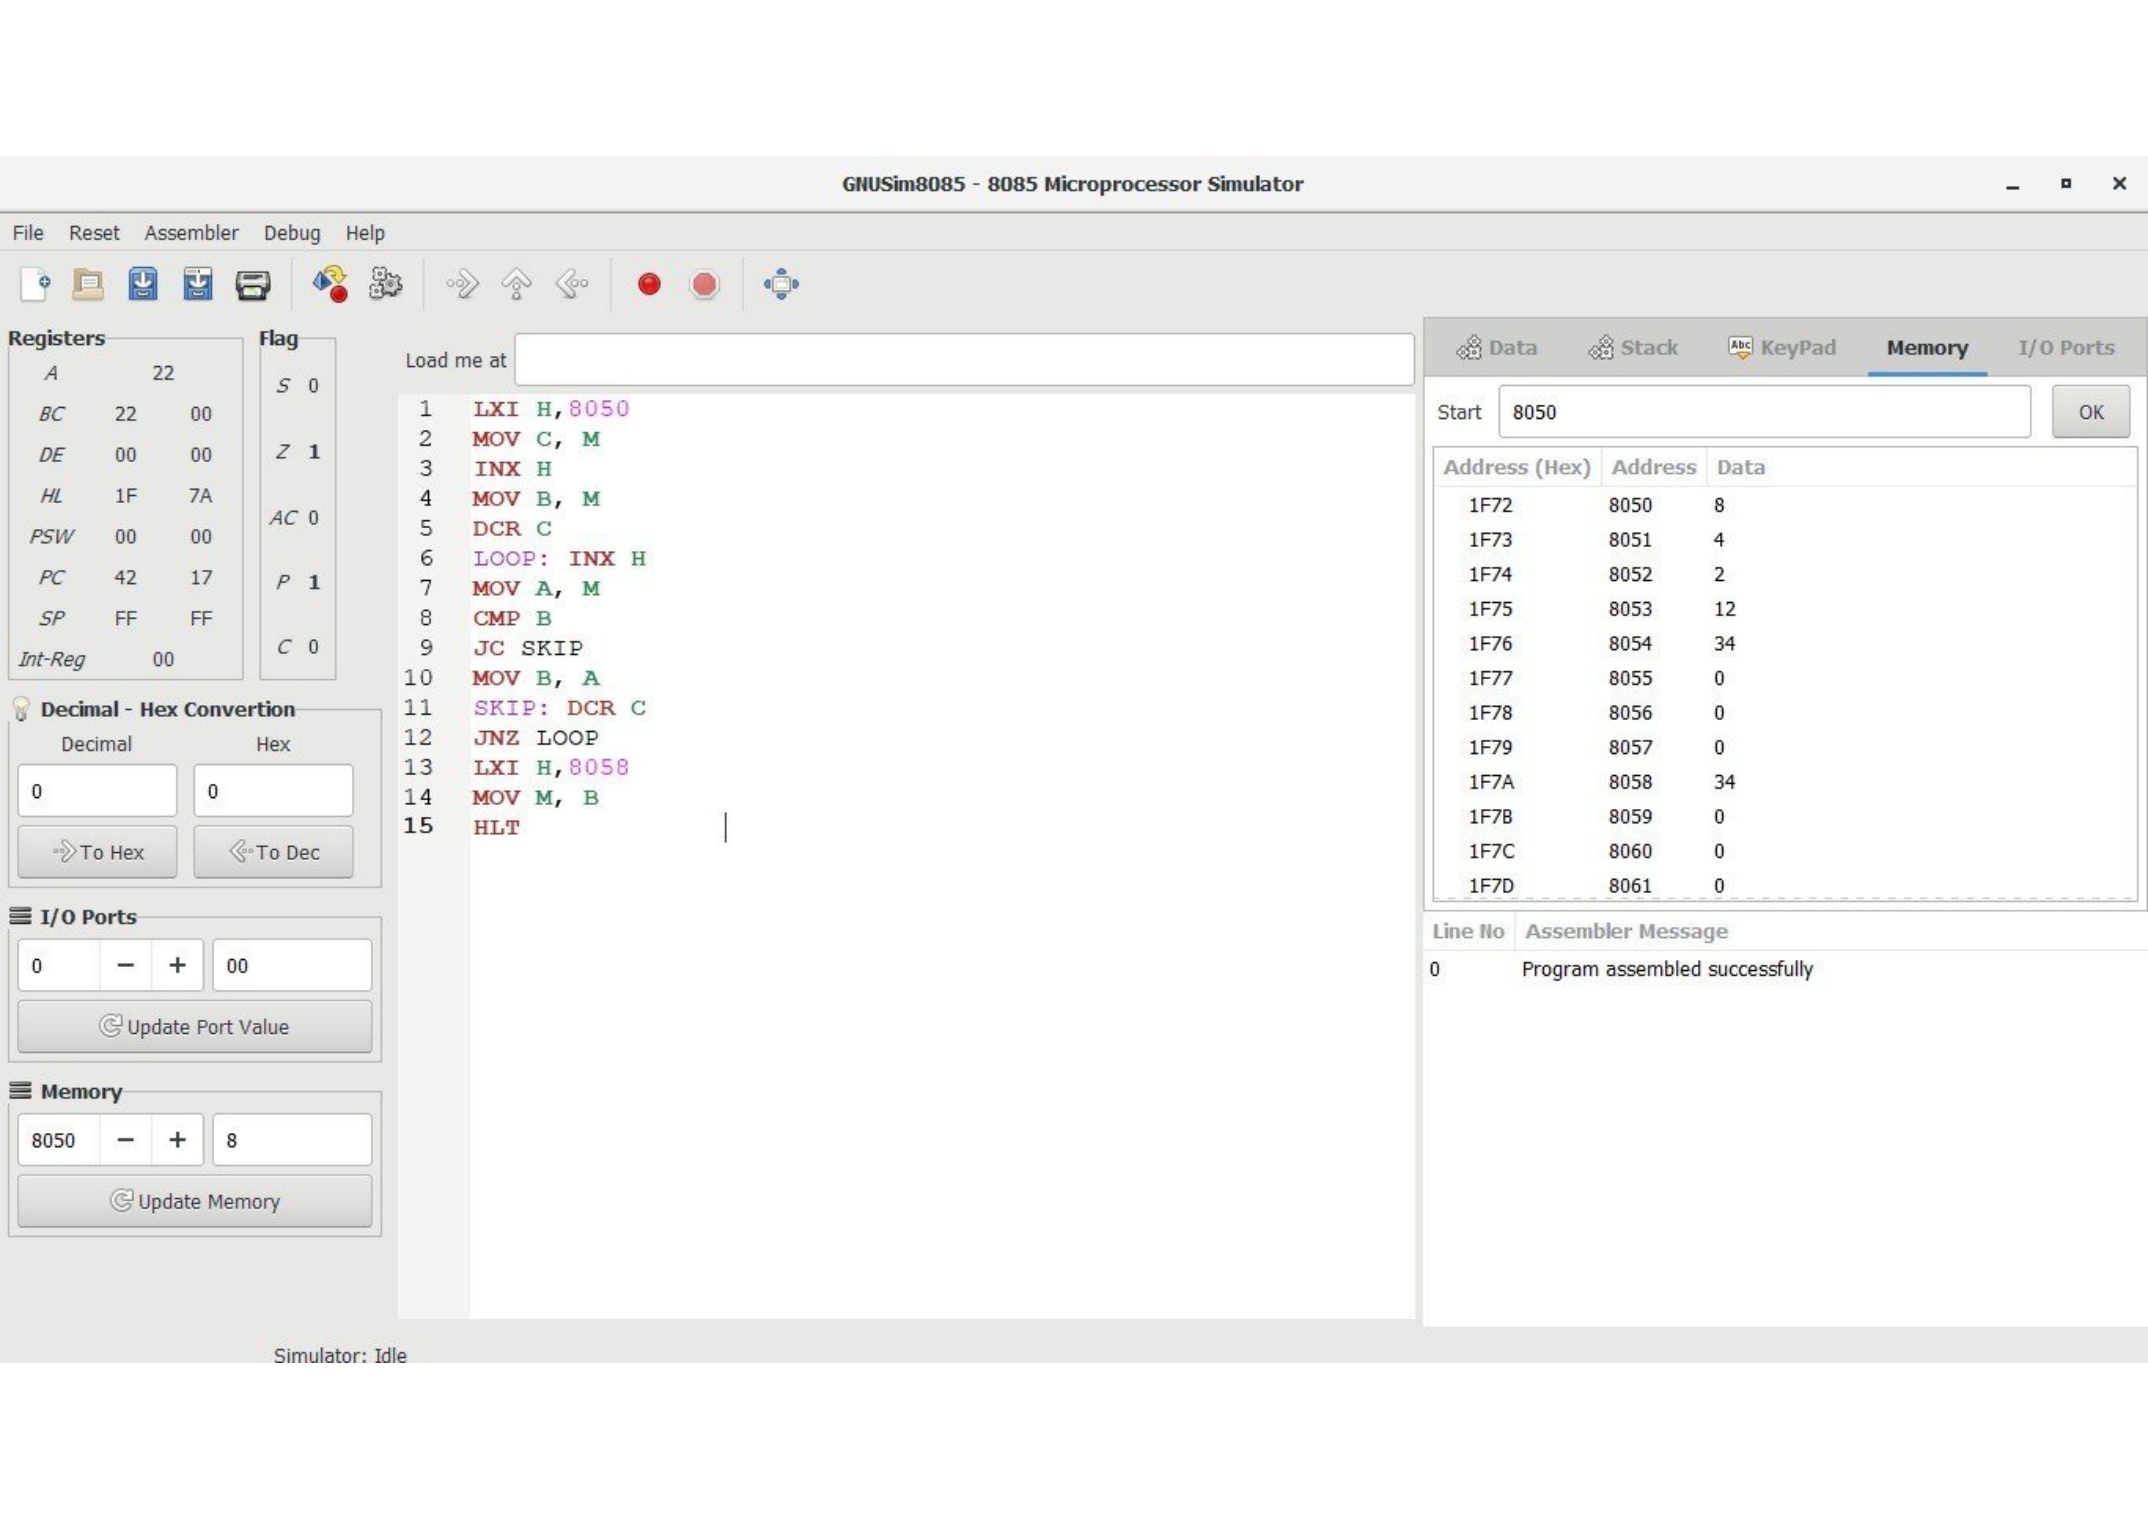 GNUSim8085 - 8085 Microprocessor Simulator
File Reset Assembler Debug Help
Registers
A 22
BC 22 00
DE 00 00
HL 1F 7A
PSW 00 00
PC 42 17
SP FF FF
Int-Reg 00
Flag
S 0
Z 1
AC 0
P 1
C 0
Decimal - Hex Convertion
Decimal Hex
0 0
To Hex To Dec
I/O Ports
0 − + 00
Update Port Value
Memory
8050 − + 8
Update Memory
Load me at
1 LXI H,8050
2 MOV C, M
3 INX H
4 MOV B, M
5 DCR C
6 LOOP: INX H
7 MOV A, M
8 CMP B
9 JC SKIP
10 MOV B, A
11 SKIP: DCR C
12 JNZ LOOP
13 LXI H,8058
14 MOV M, B
15 HLT
Data Stack Abc KeyPad Memory I/O Ports
Start 8050 OK
Address (Hex) Address Data
1F72 8050 8
1F73 8051 4
1F74 8052 2
1F75 8053 12
1F76 8054 34
1F77 8055 0
1F78 8056 0
1F79 8057 0
1F7A 8058 34
1F7B 8059 0
1F7C 8060 0
1F7D 8061 0
Line No Assembler Message
0 Program assembled successfully
Simulator: Idle